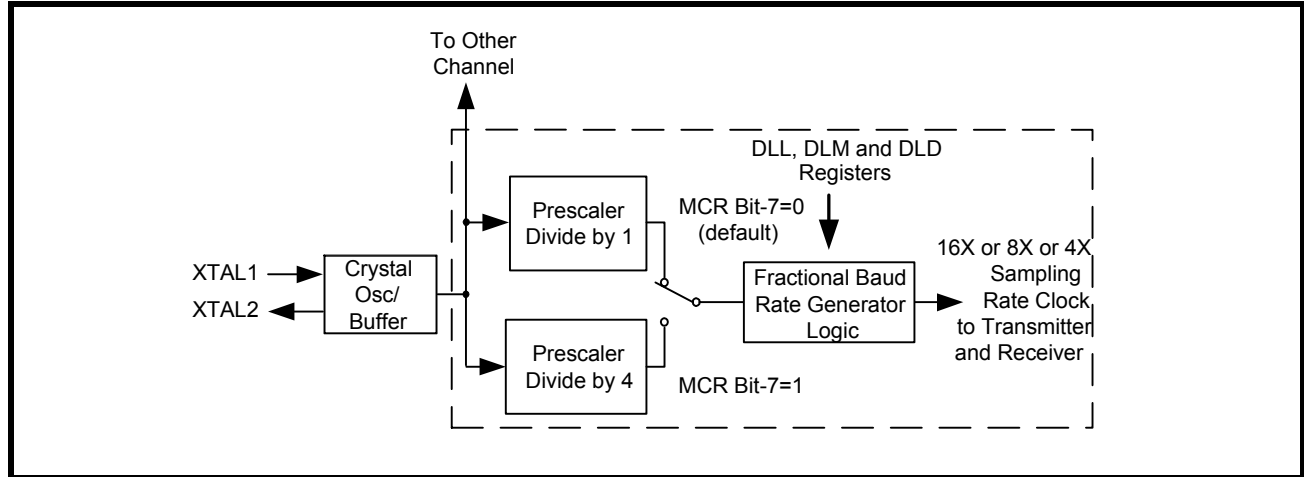 To Other
Channel
DLL, DLM and DLD
Registers
Prescaler
Divide by 1
MCR Bit-7=0
(default)
16X or 8X or 4X
Sampling
Rate Clock
to Transmitter
and Receiver
XTAL1
XTAL2
Crystal
Osc/
Buffer
Fractional Baud
Rate Generator
Logic
Prescaler
Divide by 4
MCR Bit-7=1